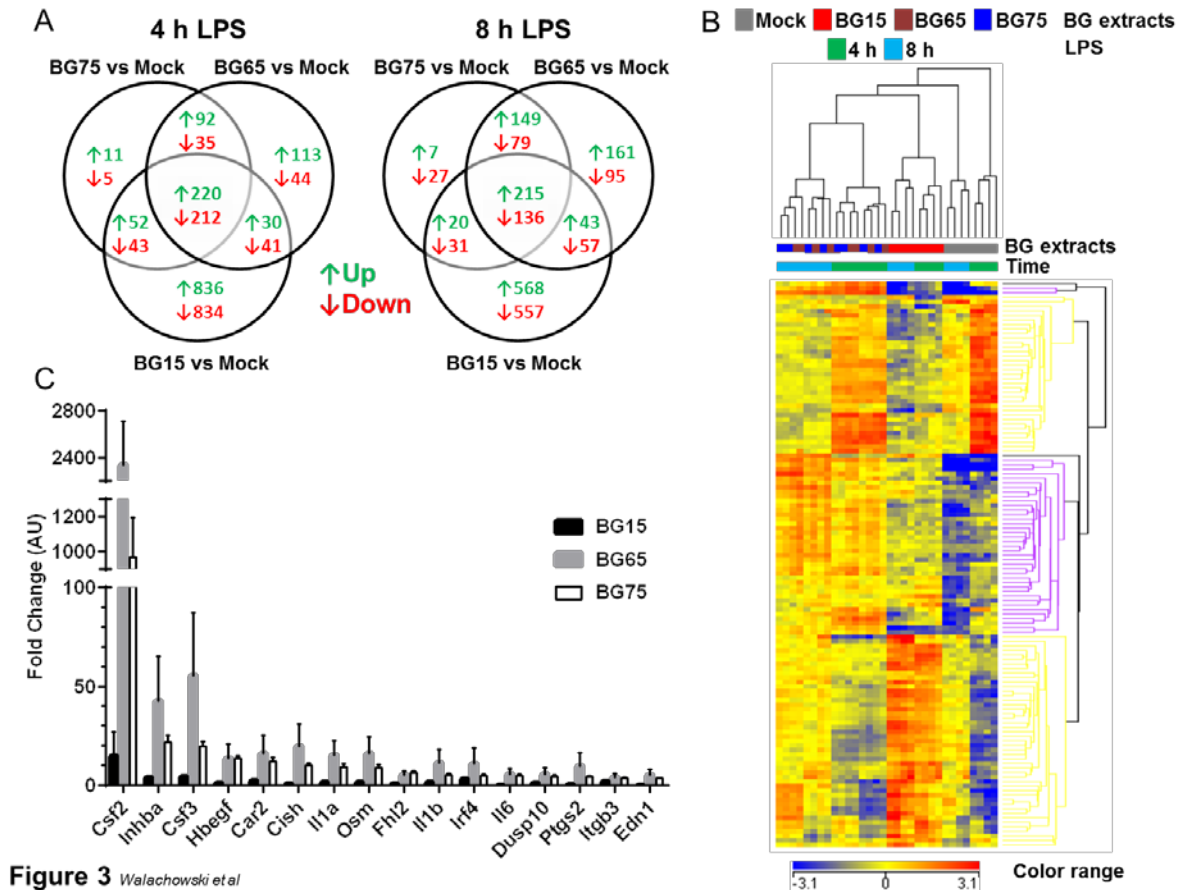 A
4 h LPS
8 h LPS
BG75 vs Mock BG65 vs Mock
BG75 vs Mock BG65 vs Mock
↑92
↓35
↑11
↓5
↑113
↓44
↑220
↓212
↑52
↓43
↑30
↓41
↑836
↓834
BG15 vs Mock
↑149
↓79
↑7
↓27
↑161
↓95
↑215
↓136
↑20
↓31
↑43
↓57
↑568
↓557
BG15 vs Mock
↑Up
↓Down
B
Mock BG15 BG65 BG75 BG extracts
4 h 8 h LPS
BG extracts
Time
-3.1 0 3.1
Color range
C
Fold Change (AU)
2800
2400
1200
1000
100
50
0
BG15
BG65
BG75
Csf2
Inhba
Csf3
Hbegf
Car2
Cish
Il1a
Osm
Fhl2
Il1b
Irf4
Il6
Dusp10
Ptgs2
Itgb3
Edn1
Figure 3 Walachowski et al